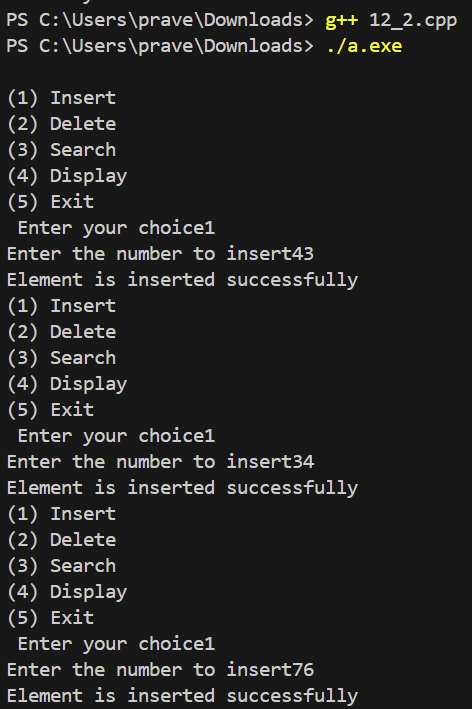 PS C:\Users\prave\Downloads> g++ 12_2.cpp
PS C:\Users\prave\Downloads> ./a.exe
(1) Insert
(2) Delete
(3) Search
(4) Display
(5) Exit
 Enter your choice1
Enter the number to insert43
Element is inserted successfully
(1) Insert
(2) Delete
(3) Search
(4) Display
(5) Exit
 Enter your choice1
Enter the number to insert34
Element is inserted successfully
(1) Insert
(2) Delete
(3) Search
(4) Display
(5) Exit
 Enter your choice1
Enter the number to insert76
Element is inserted successfully